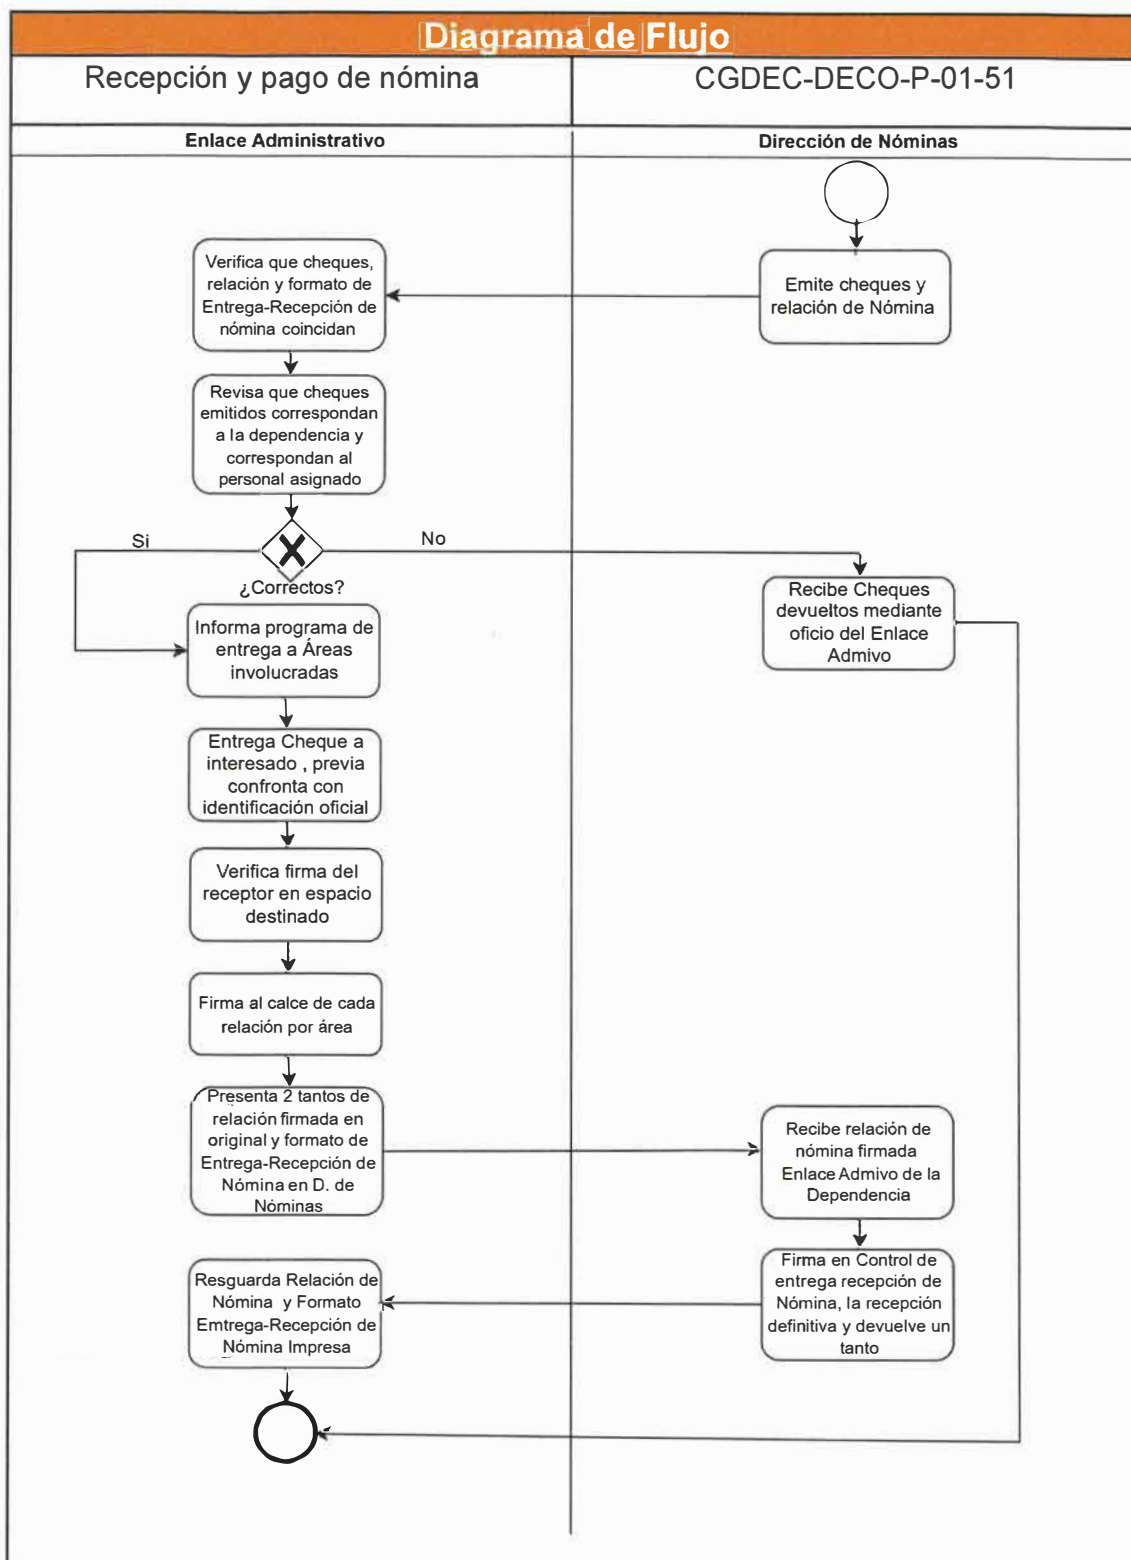 Diagrama de Flujo
Recepción y pago de nómina
CGDEC-DECO-P-01-51
Enlace Administrativo
Dirección de Nóminas
Emite cheques y
relación de Nómina
Verifica que cheques,
relación y formato de
Entrega-Recepción de
nómina coincidan
Revisa que cheques
emitidos correspondan
a la dependencia y
correspondan al
personal asignado
Si
No
¿Correctos?
Recibe Cheques
devueltos mediante
oficio del Enlace
Admivo
Informa programa de
entrega a Áreas
involucradas
Entrega Cheque a
interesado , previa
confronta con
identificación oficial
Verifica firma del
receptor en espacio
destinado
Firma al calce de cada
relación por área
Presenta 2 tantos de
relación firmada en
original y formato de
Entrega-Recepción de
Nómina en D. de
Nóminas
Recibe relación de
nómina firmada
Enlace Admivo de la
Dependencia
Firma en Control de
entrega recepción de
Nómina, la recepción
definitiva y devuelve un
tanto
Resguarda Relación de
Nómina y Formato
Emtrega-Recepción de
Nómina Impresa